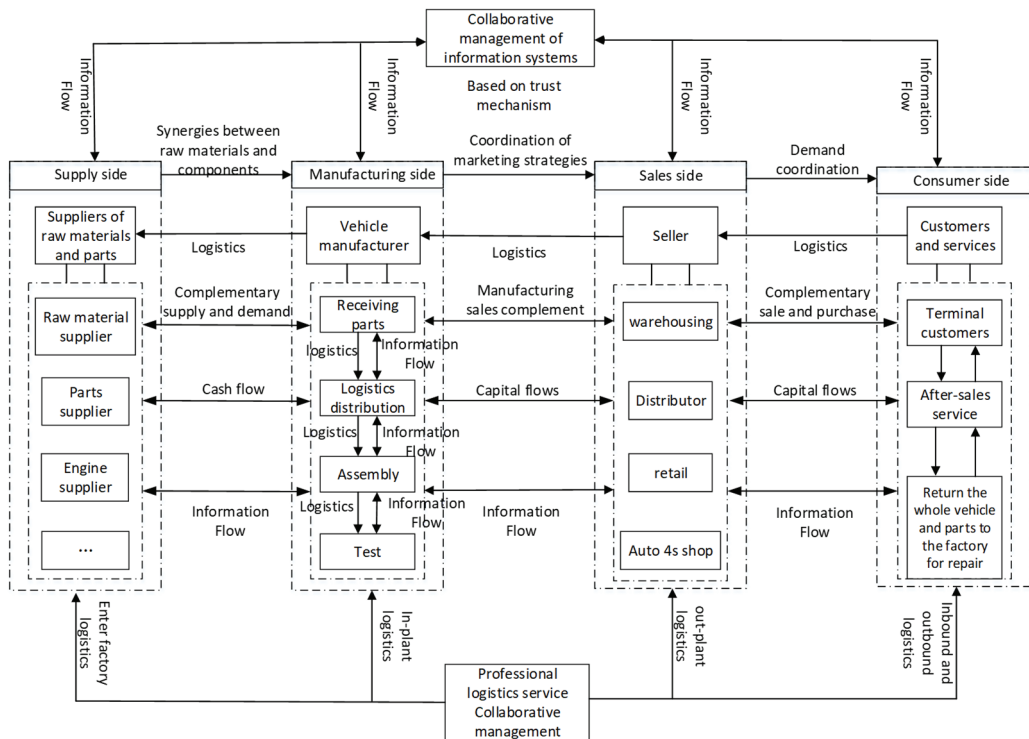 Collaborative
management of
information systems
Based on trust
mechanism
Information
Flow
Information
Flow
Information
Flow
Information
Flow
Synergies between
raw materials and
components
Coordination of
marketing strategies
Demand
coordination
Supply side
Manufacturing side
Sales side
Consumer side
Suppliers of
raw materials
and parts
Logistics
Vehicle
manufacturer
Logistics
Seller
Logistics
Customers
and services
Raw material
supplier
Complementary
supply and demand
Receiving
parts
Manufacturing
sales complement
warehousing
Complementary
sale and purchase
Terminal
customers
logistics
Information
Flow
Parts
supplier
Cash flow
Logistics
distribution
Capital flows
Distributor
Capital flows
After-sales
service
Logistics
Information
Flow
Engine
supplier
Information
Flow
Assembly
Information
Flow
retail
Information
Flow
Return the
whole vehicle
and parts to
the factory
for repair
Logistics
Information
Flow
...
Test
Auto 4s shop
Enter factory
logistics
In-plant
logistics
out-plant
logistics
Inbound and
outbound
logistics
Professional
logistics service
Collaborative
management